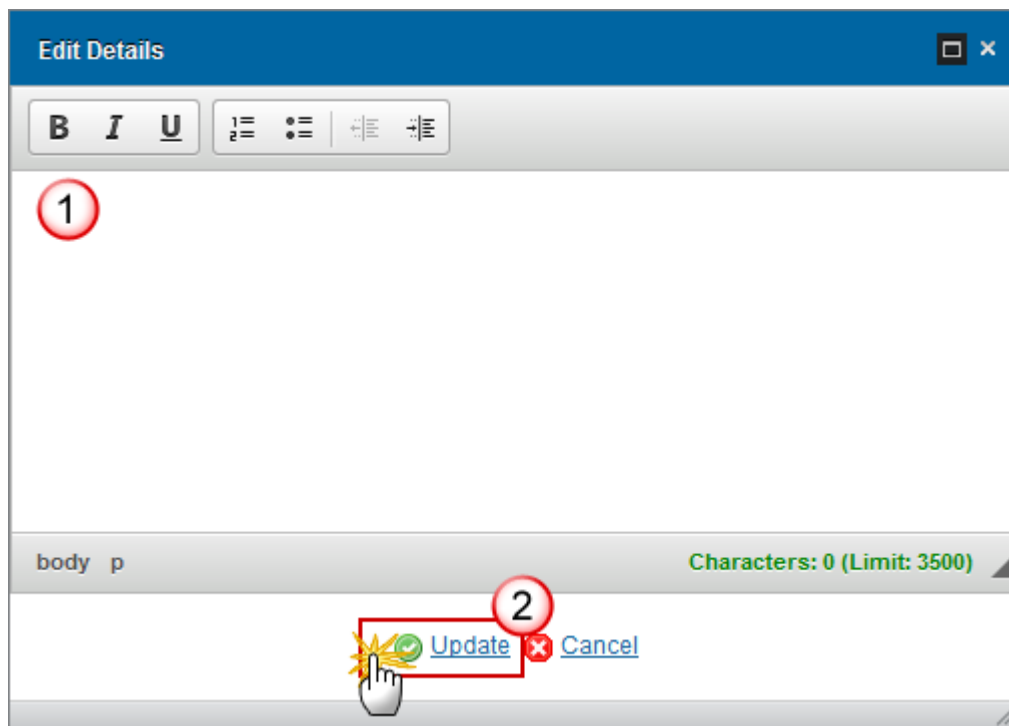 Edit Details
B I U
1
body p Characters: 0 (Limit: 3500)
2
Update Cancel